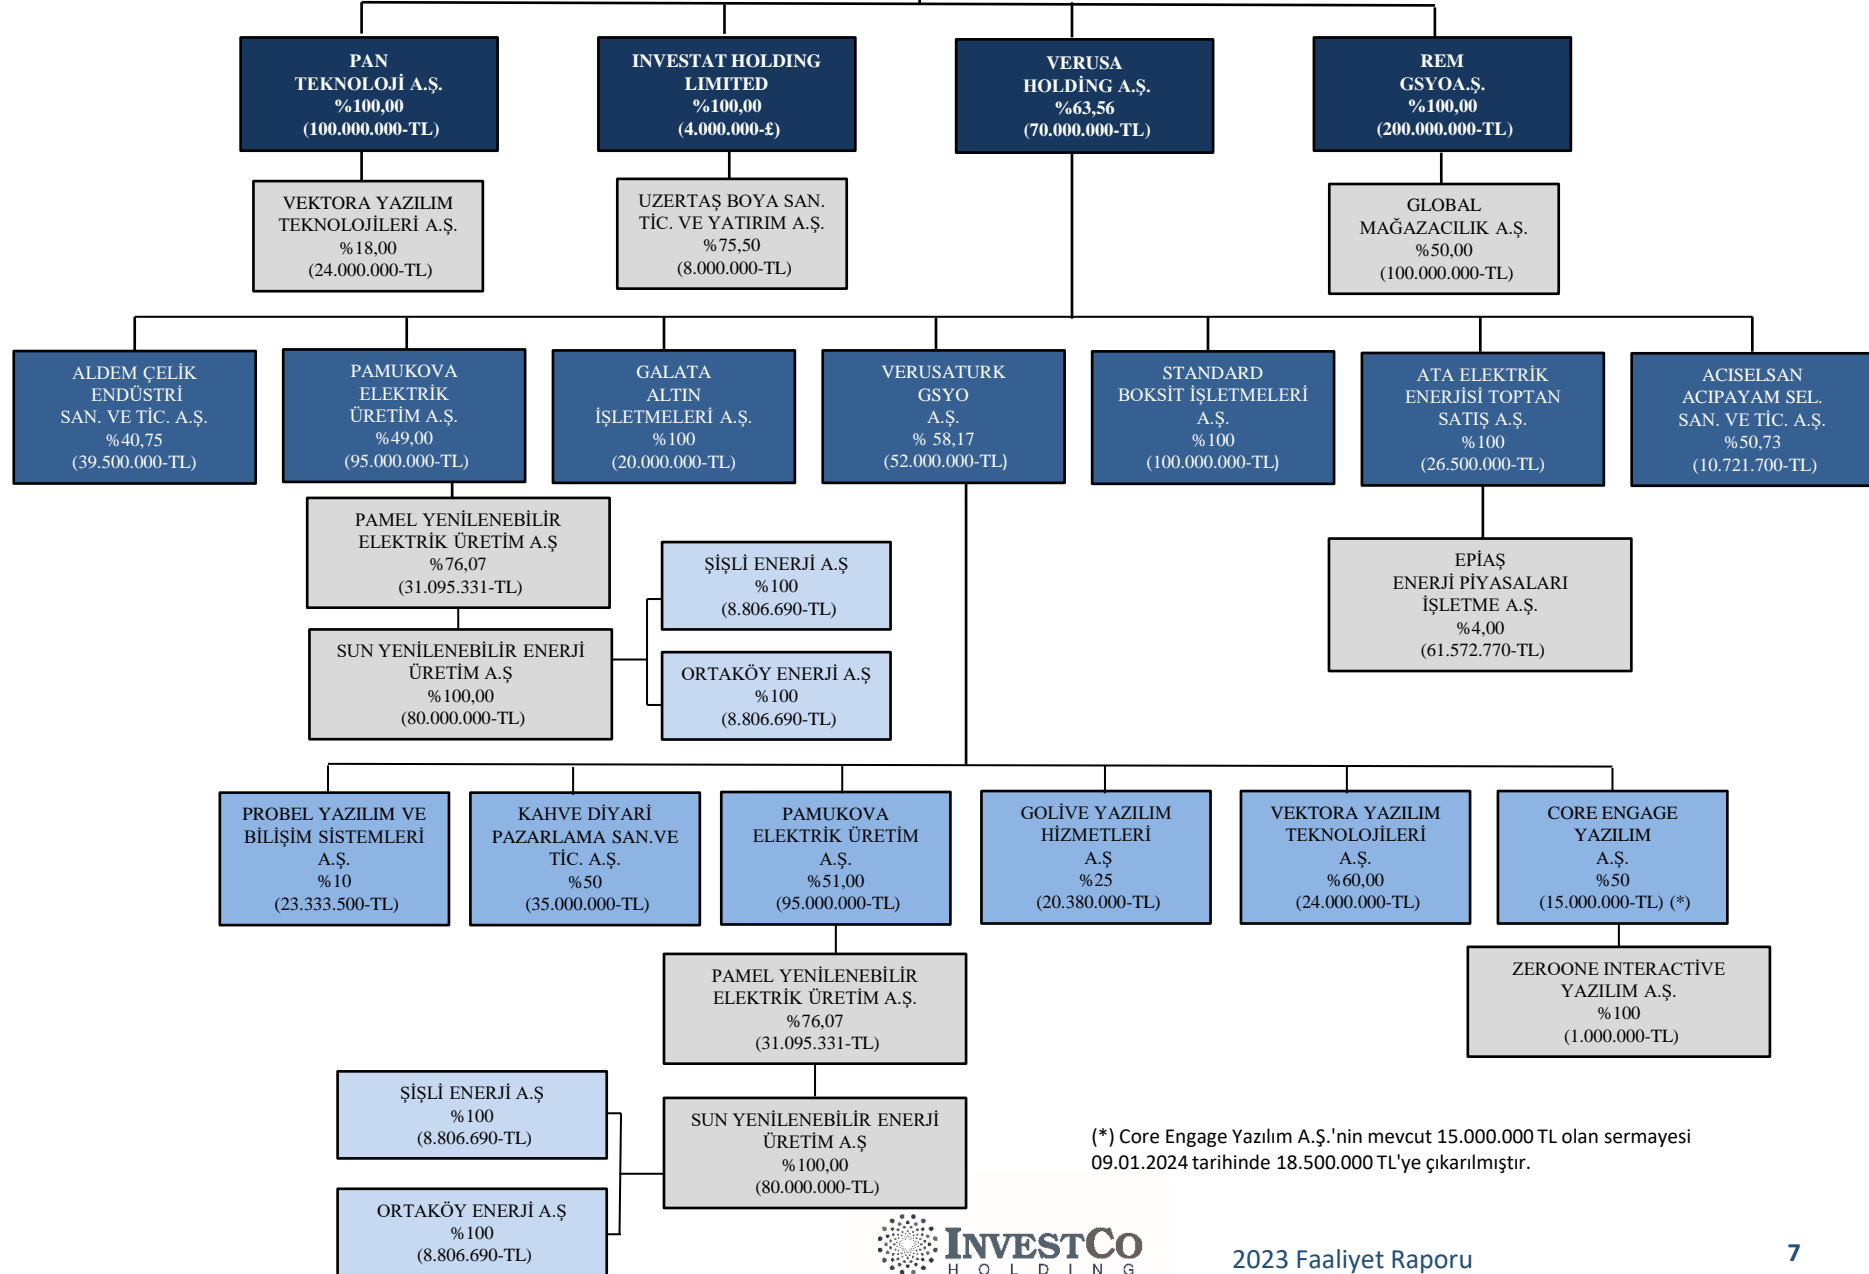 PAN
TEKNOLOJİ A.Ş.
%100,00
(100.000.000-TL)
INVESTAT HOLDING
LIMITED
%100,00
(4.000.000-£)
VERUSA
HOLDİNG A.Ş.
%63,56
(70.000.000-TL)
REM
GSYOA.Ş.
%100,00
(200.000.000-TL)
VEKTORA YAZILIM
TEKNOLOJİLERİ A.Ş.
%18,00
(24.000.000-TL)
UZERTAŞ BOYA SAN.
TİC. VE YATIRIM A.Ş.
%75,50
(8.000.000-TL)
GLOBAL
MAĞAZACILIK A.Ş.
%50,00
(100.000.000-TL)
ALDEM ÇELİK
ENDÜSTRİ
SAN. VE TİC. A.Ş.
%40,75
(39.500.000-TL)
PAMUKOVA
ELEKTRİK
ÜRETİM A.Ş.
%49,00
(95.000.000-TL)
GALATA
ALTIN
İŞLETMELERİ A.Ş.
%100
(20.000.000-TL)
VERUSATURK
GSYO
A.Ş.
% 58,17
(52.000.000-TL)
STANDARD
BOKSİT İŞLETMELERİ
A.Ş.
%100
(100.000.000-TL)
ATA ELEKTRİK
ENERJİSİ TOPTAN
SATIŞ A.Ş.
%100
(26.500.000-TL)
ACISELSAN
ACIPAYAM SEL.
SAN. VE TİC. A.Ş.
%50,73
(10.721.700-TL)
PAMEL YENİLENEBİLİR
ELEKTRİK ÜRETİM A.Ş
%76,07
(31.095.331-TL)
ŞİŞLİ ENERJİ A.Ş
%100
(8.806.690-TL)
EPİAŞ
ENERJİ PİYASALARI
İŞLETME A.Ş.
%4,00
(61.572.770-TL)
SUN YENİLENEBİLİR ENERJİ
ÜRETİM A.Ş
%100,00
(80.000.000-TL)
ORTAKÖY ENERJİ A.Ş
%100
(8.806.690-TL)
PROBEL YAZILIM VE
BİLİŞİM SİSTEMLERİ
A.Ş.
%10
(23.333.500-TL)
KAHVE DİYARİ
PAZARLAMA SAN.VE
TİC. A.Ş.
%50
(35.000.000-TL)
PAMUKOVA
ELEKTRİK ÜRETİM
A.Ş.
%51,00
(95.000.000-TL)
GOLİVE YAZILIM
HİZMETLERİ
A.Ş
%25
(20.380.000-TL)
VEKTORA YAZILIM
TEKNOLOJİLERİ
A.Ş.
%60,00
(24.000.000-TL)
CORE ENGAGE
YAZILIM
A.Ş.
%50
(15.000.000-TL) (*)
PAMEL YENİLENEBİLİR
ELEKTRİK ÜRETİM A.Ş.
%76,07
(31.095.331-TL)
ZEROONE INTERACTİVE
YAZILIM A.Ş.
%100
(1.000.000-TL)
ŞİŞLİ ENERJİ A.Ş
%100
(8.806.690-TL)
SUN YENİLENEBİLİR ENERJİ
ÜRETİM A.Ş
%100,00
(80.000.000-TL)
ORTAKÖY ENERJİ A.Ş
%100
(8.806.690-TL)
(*) Core Engage Yazılım A.Ş.'nin mevcut 15.000.000 TL olan sermayesi
09.01.2024 tarihinde 18.500.000 TL'ye çıkarılmıştır.
INVESTCO
HOLDING
2023 Faaliyet Raporu
7